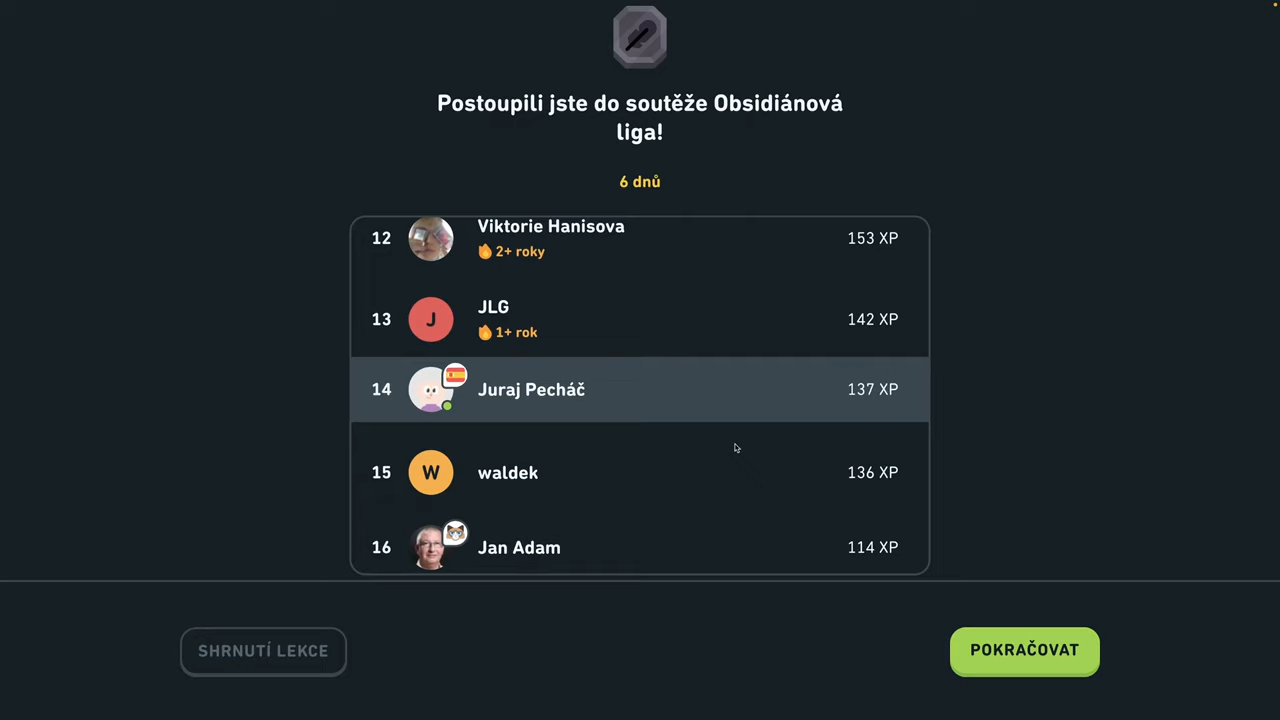 Postoupili jste do soutěže Obsidiánová
liga!
6 dnů
12 Viktorie Hanisova 153 XP
2+ roky
13 J JLG 142 XP
1+ rok
14 Juraj Pecháč 137 XP
15 W waldek 136 XP
16 Jan Adam 114 XP
SHRNUTÍ LEKCE
POKRAČOVAT